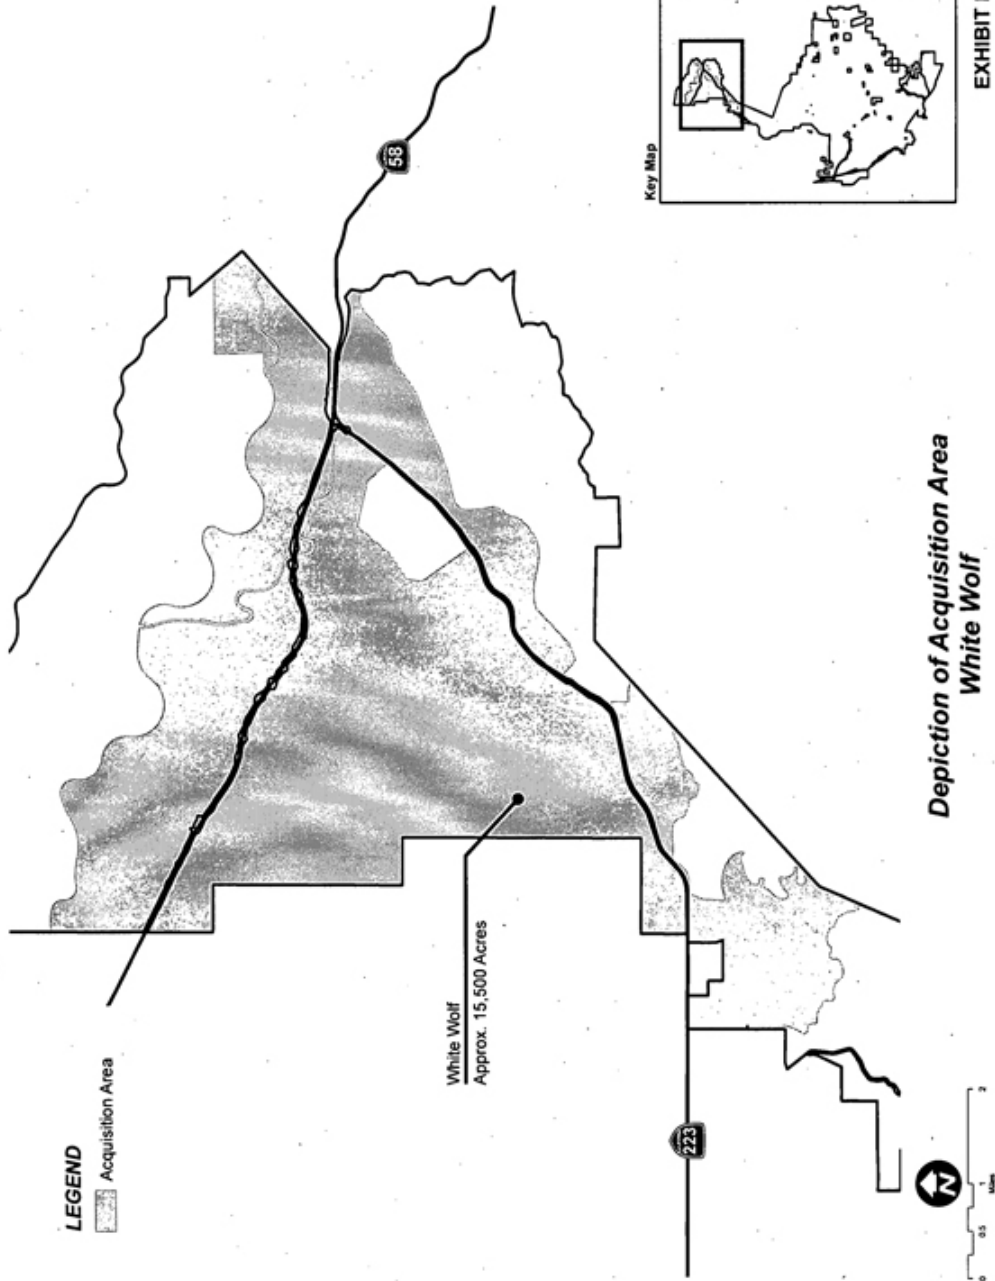 LEGEND
Acquisition Area
White Wolf
Approx. 15,500 Acres
58
223
N
0
0.5
1
2
Miles
Depiction of Acquisition Area
White Wolf
Key Map
EXHIBIT